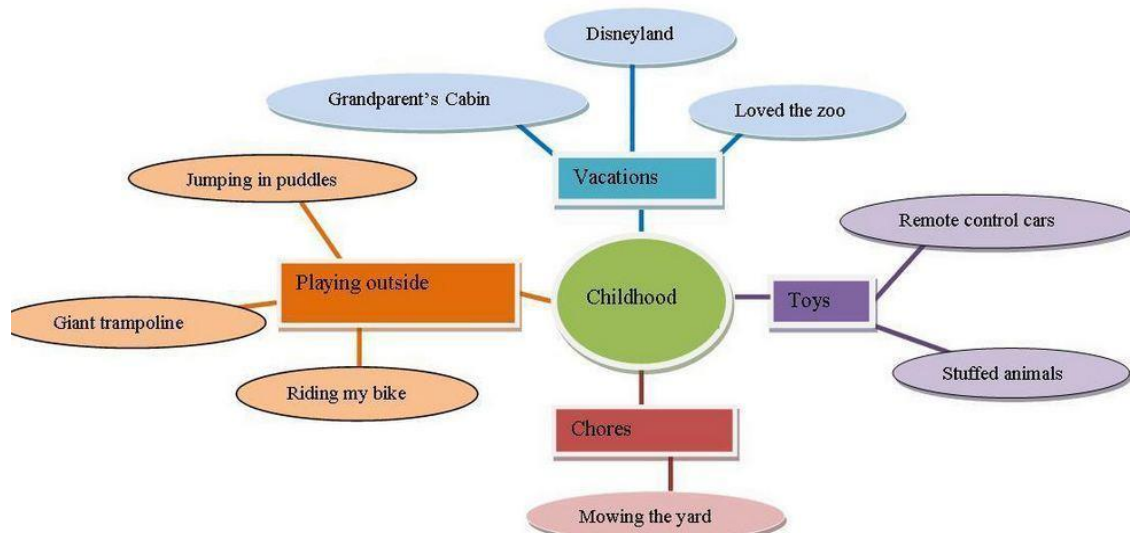 Disneyland
Grandparent's Cabin
Loved the zoo
Vacations
Jumping in puddles
Remote control cars
Playing outside
Childhood
Toys
Giant trampoline
Stuffed animals
Riding my bike
Chores
Mowing the yard